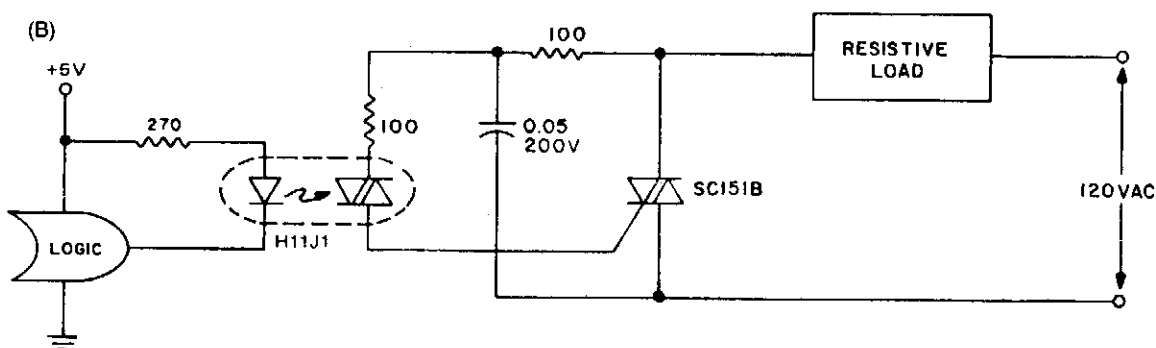 (B)
+5V
270
LOGIC
H11J1
100
100
0.05
200V
SC151B
RESISTIVE
LOAD
120VAC